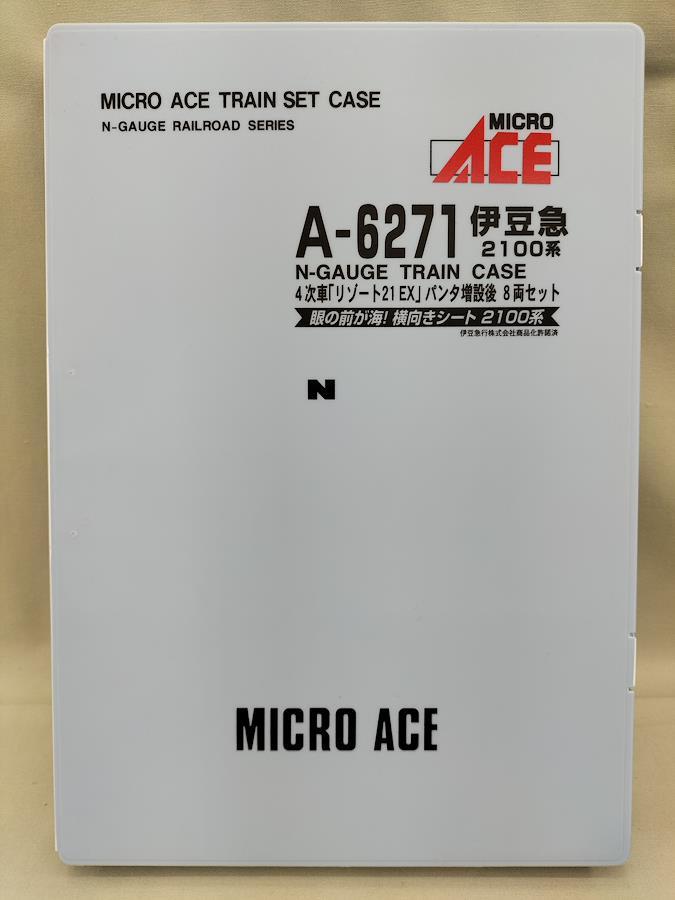 MICRO ACE TRAIN SET CASE
N-GAUGE RAILROAD SERIES
MICRO
ACE
A-6271 伊豆急
2100系
N-GAUGE TRAIN CASE
4次車「リゾート21 EX」パンタ増設後 8両セット
眼の前が海! 横向きシート 2100系
伊豆急行株式会社商品化許諾済
N
MICRO ACE